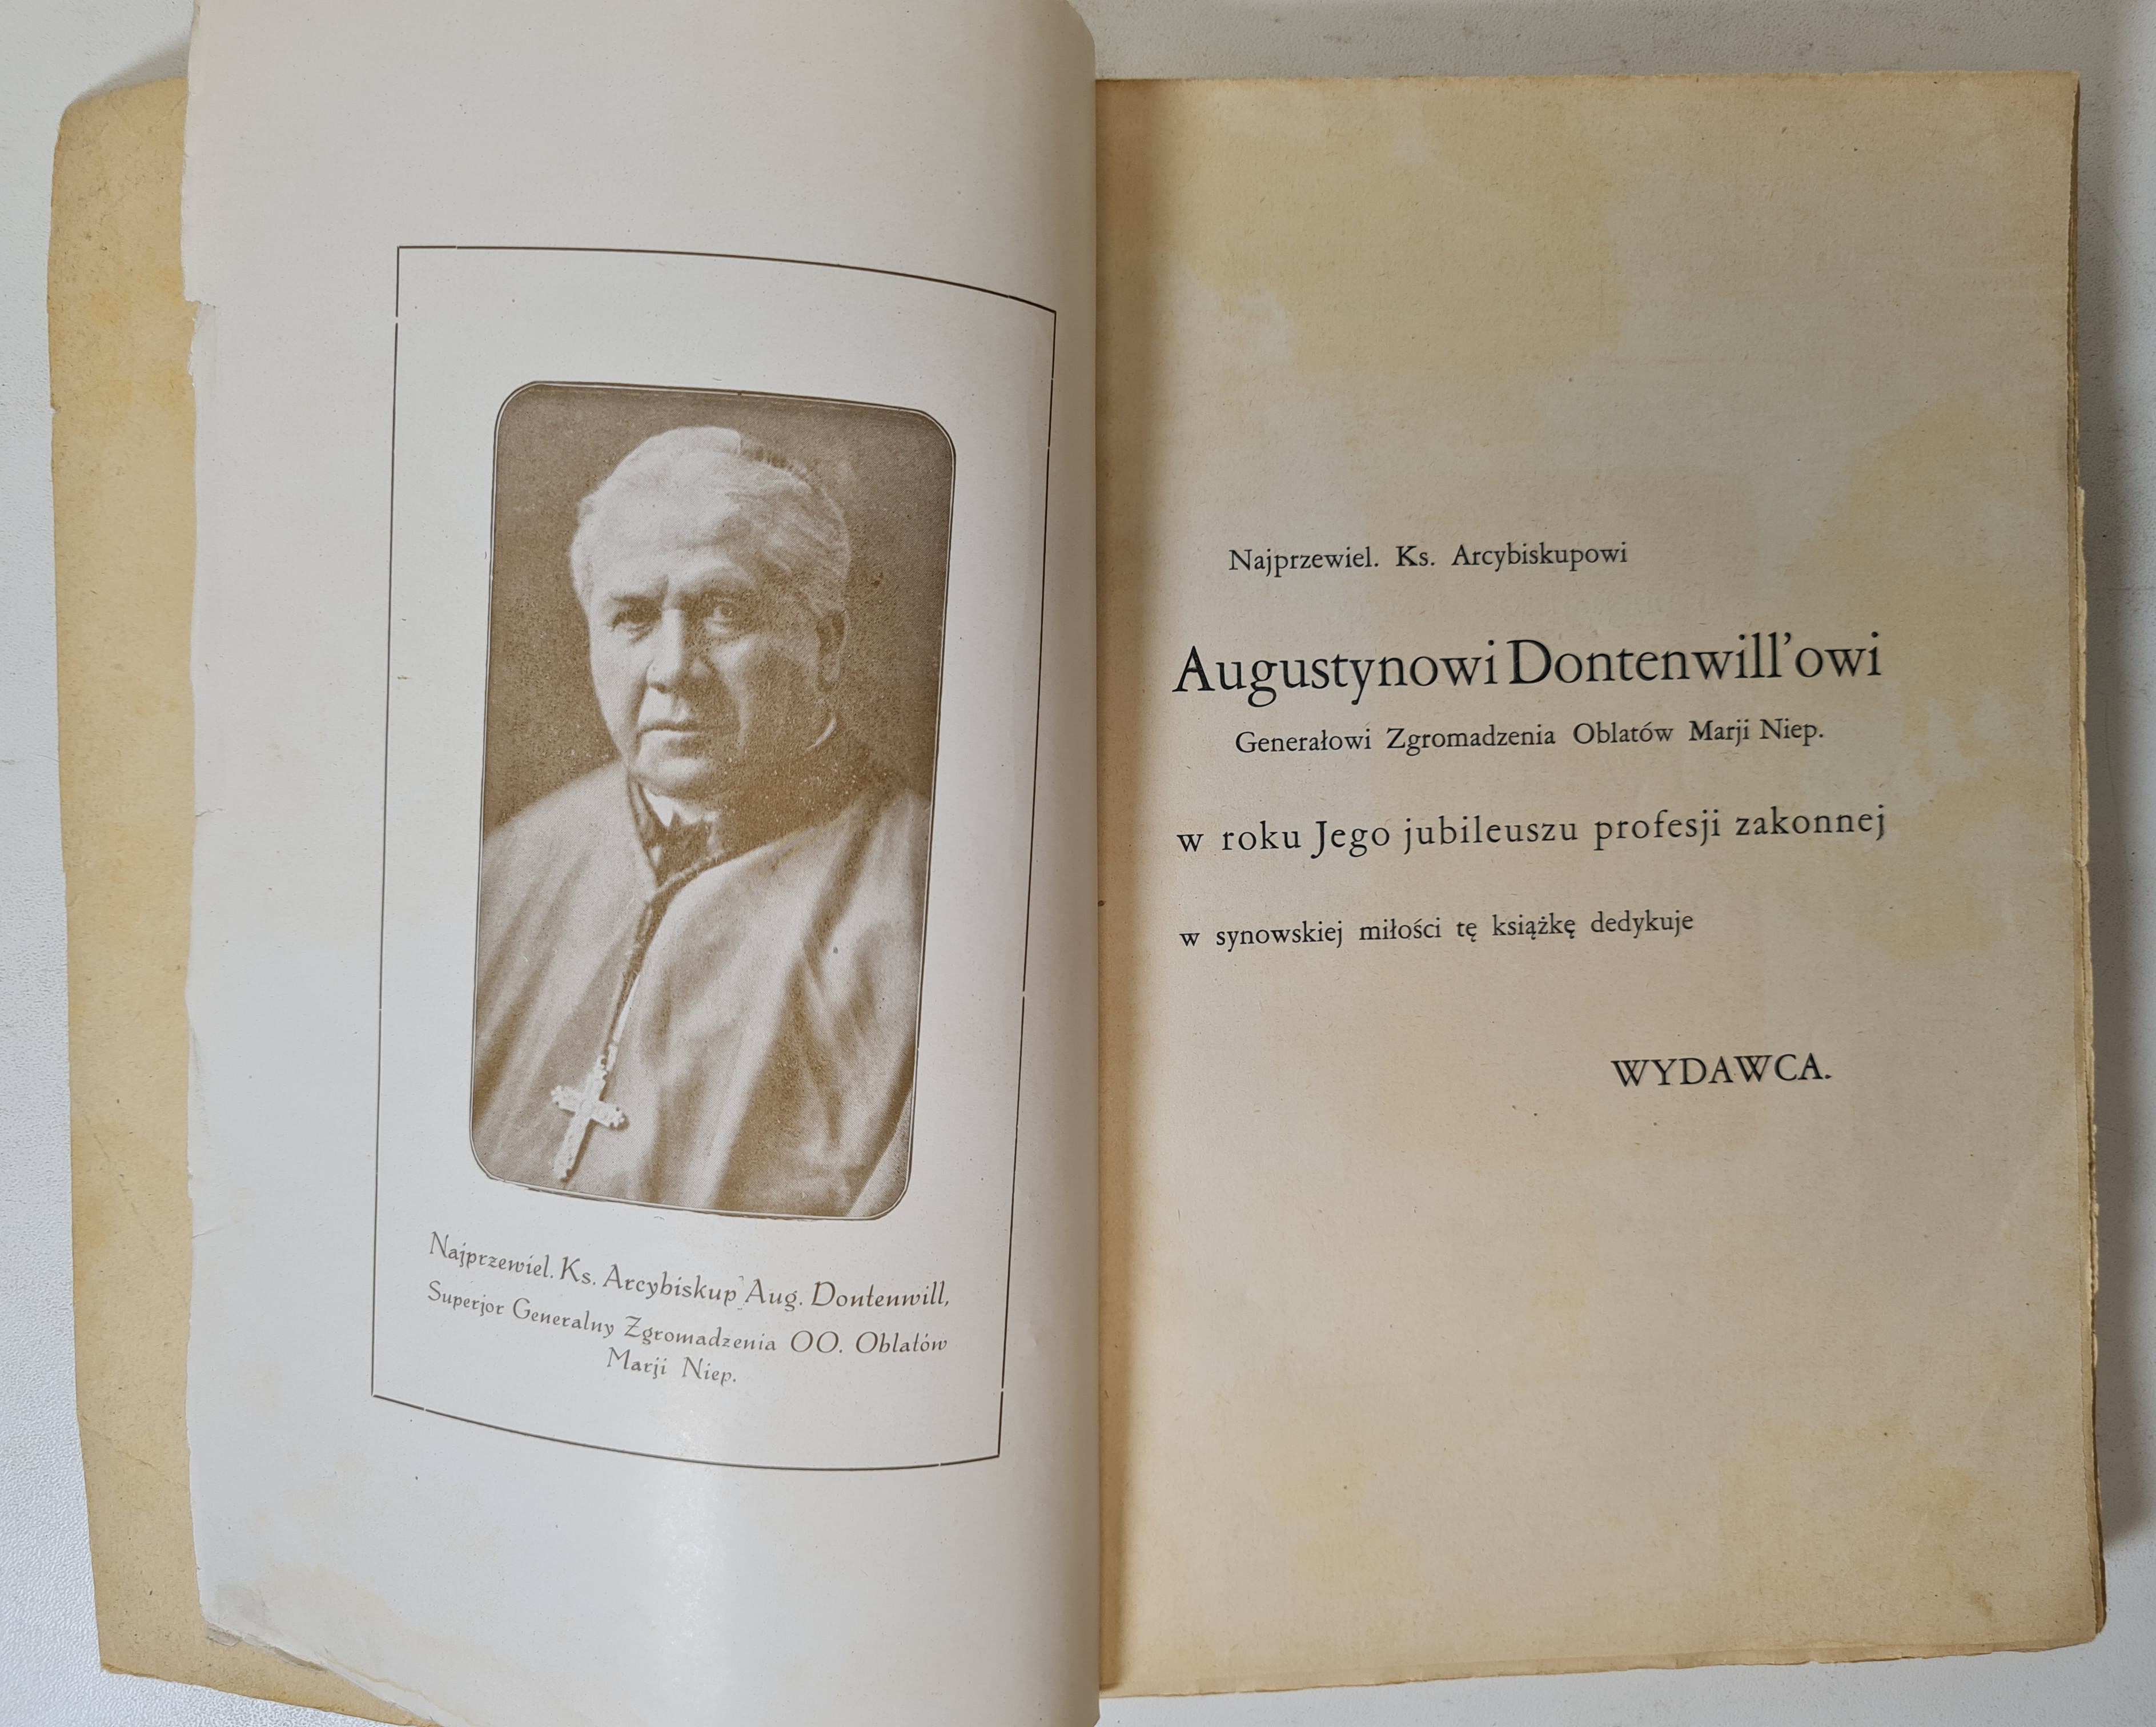 Najprzewiel. Ks. Arcybiskup Aug. Dontenwill,
Superjor Generalny Zgromadzenia OO. Oblatów
Marji Niep.
Najprzewiel. Ks. Arcybiskupowi
Augustynowi Dontenwill'owi
Generałowi Zgromadzenia Oblatów Marji Niep.
w roku Jego jubileuszu profesji zakonnej
w synowskiej miłości tę książkę dedykuje
WYDAWCA.